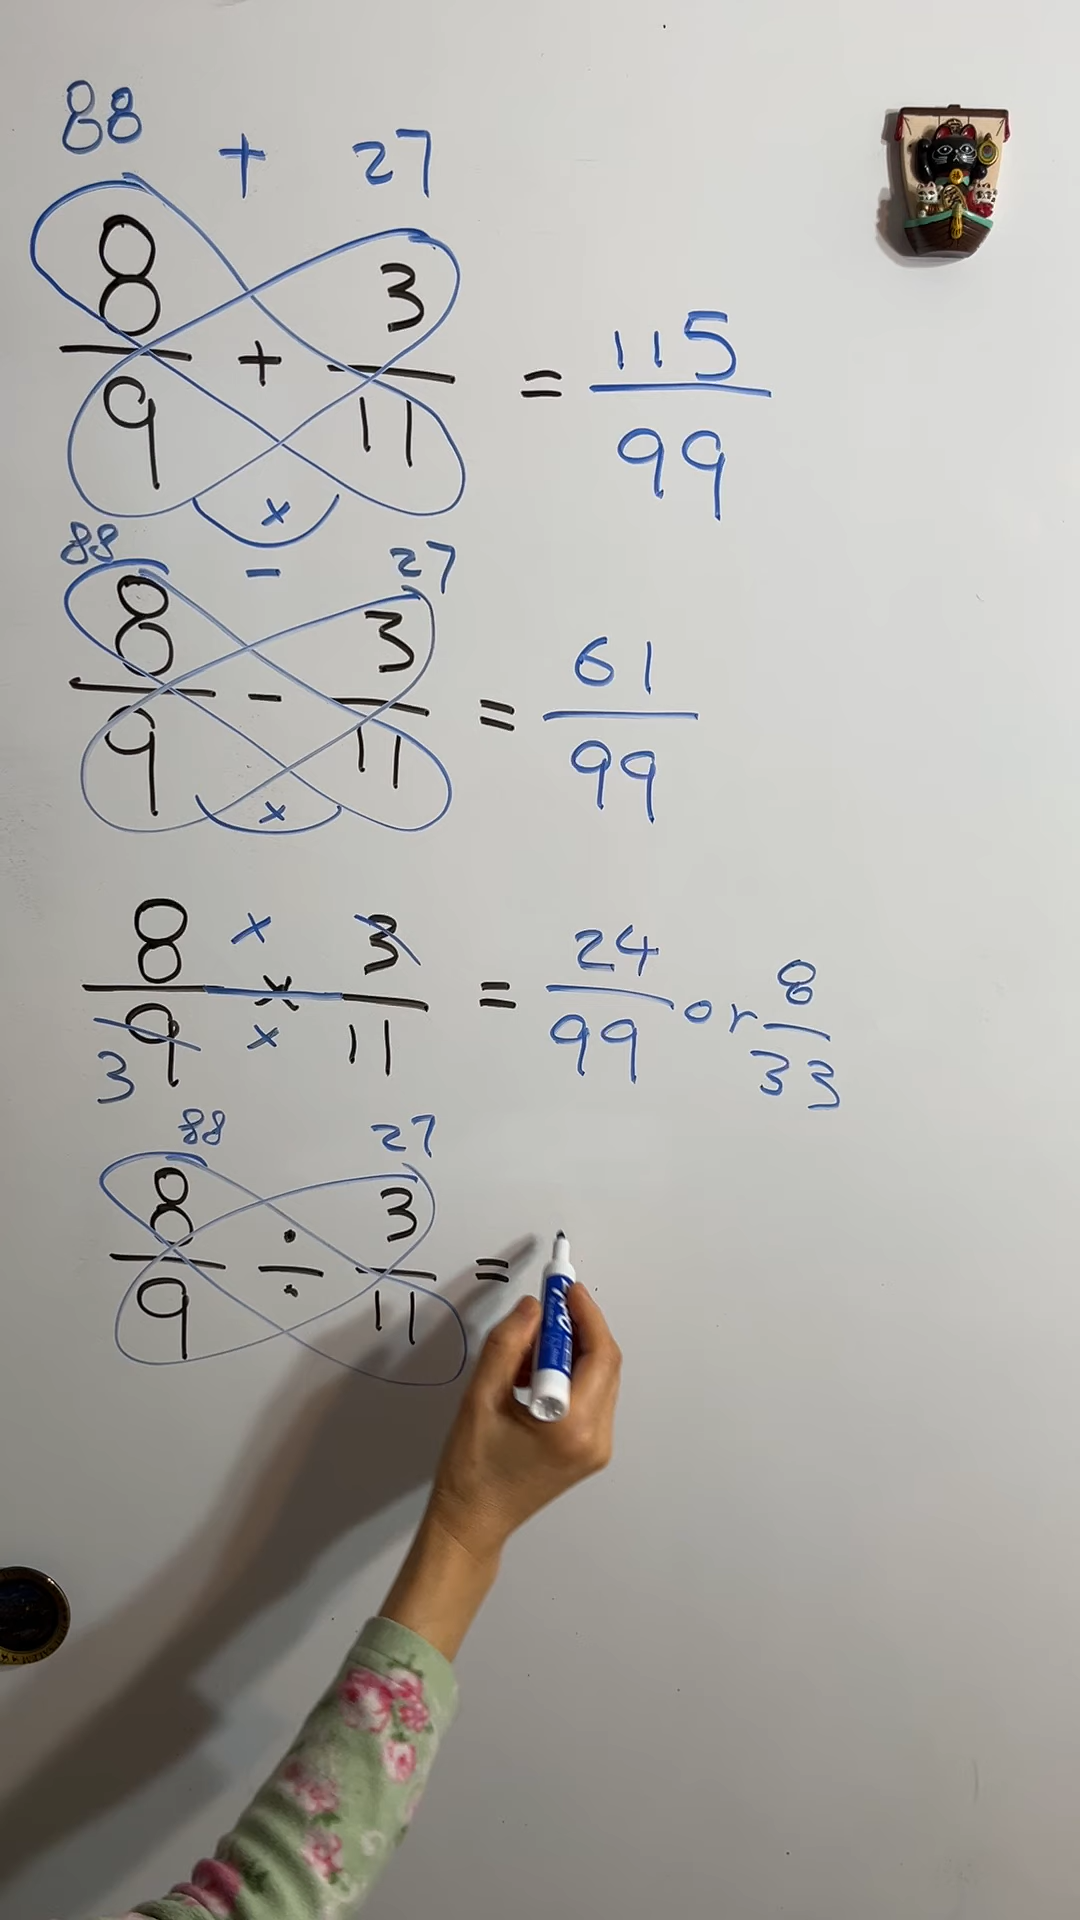 88 + 27
8/9 + 3/11 = 115/99
×
88 - 27
8/9 - 3/11 = 61/99
×
8/9 × 3/11 = 24/99 or 8/33
×
×
3
88 27
8/9 ÷ 3/11 =